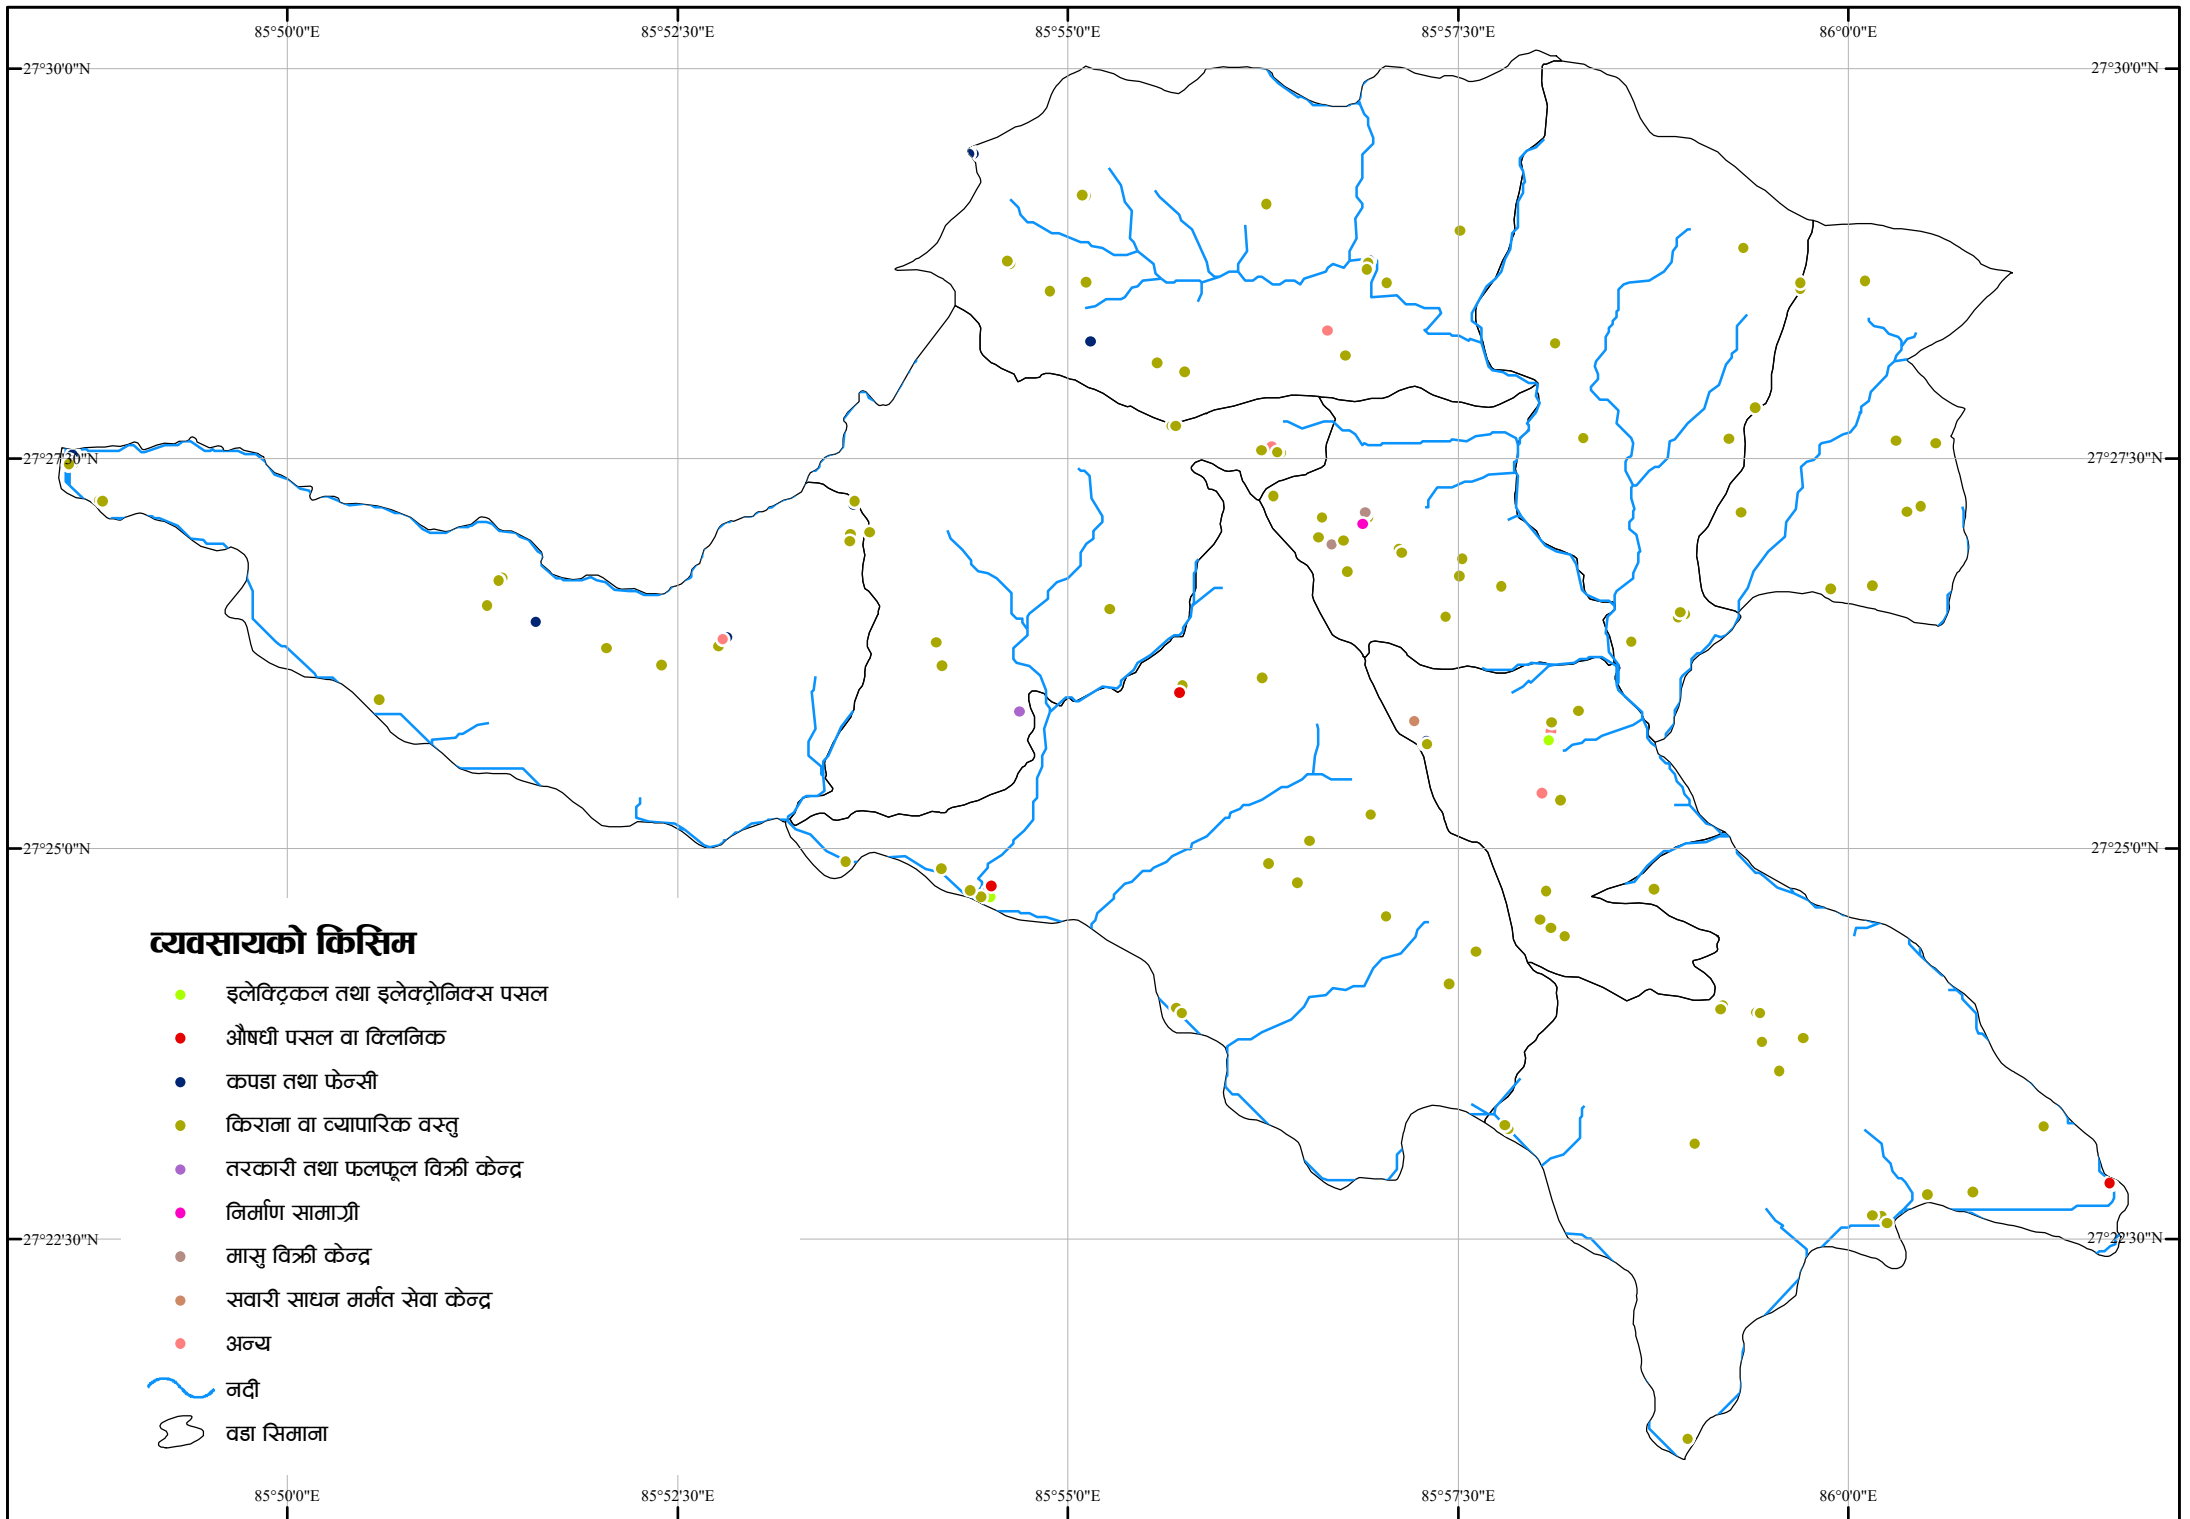 85°50'0"E 85°52'30"E 85°55'0"E 85°57'30"E 86°0'0"E
27°30'0"N 27°30'0"N
27°27'30"N 27°27'30"N
27°25'0"N 27°25'0"N
व्यवसायको किसिम
इलेक्ट्रिकल तथा इलेक्ट्रोनिक्स पसल
औषधी पसल वा क्लिनिक
कपडा तथा फेन्सी
किराना वा व्यापारिक वस्तु
तरकारी तथा फलफूल विक्री केन्द्र
निर्माण सामाग्री
27°22'30"N 27°22'30"N
मासु विक्री केन्द्र
सवारी साधन मर्मत सेवा केन्द्र
अन्य
नदी
वडा सिमाना
85°50'0"E 85°52'30"E 85°55'0"E 85°57'30"E 86°0'0"E